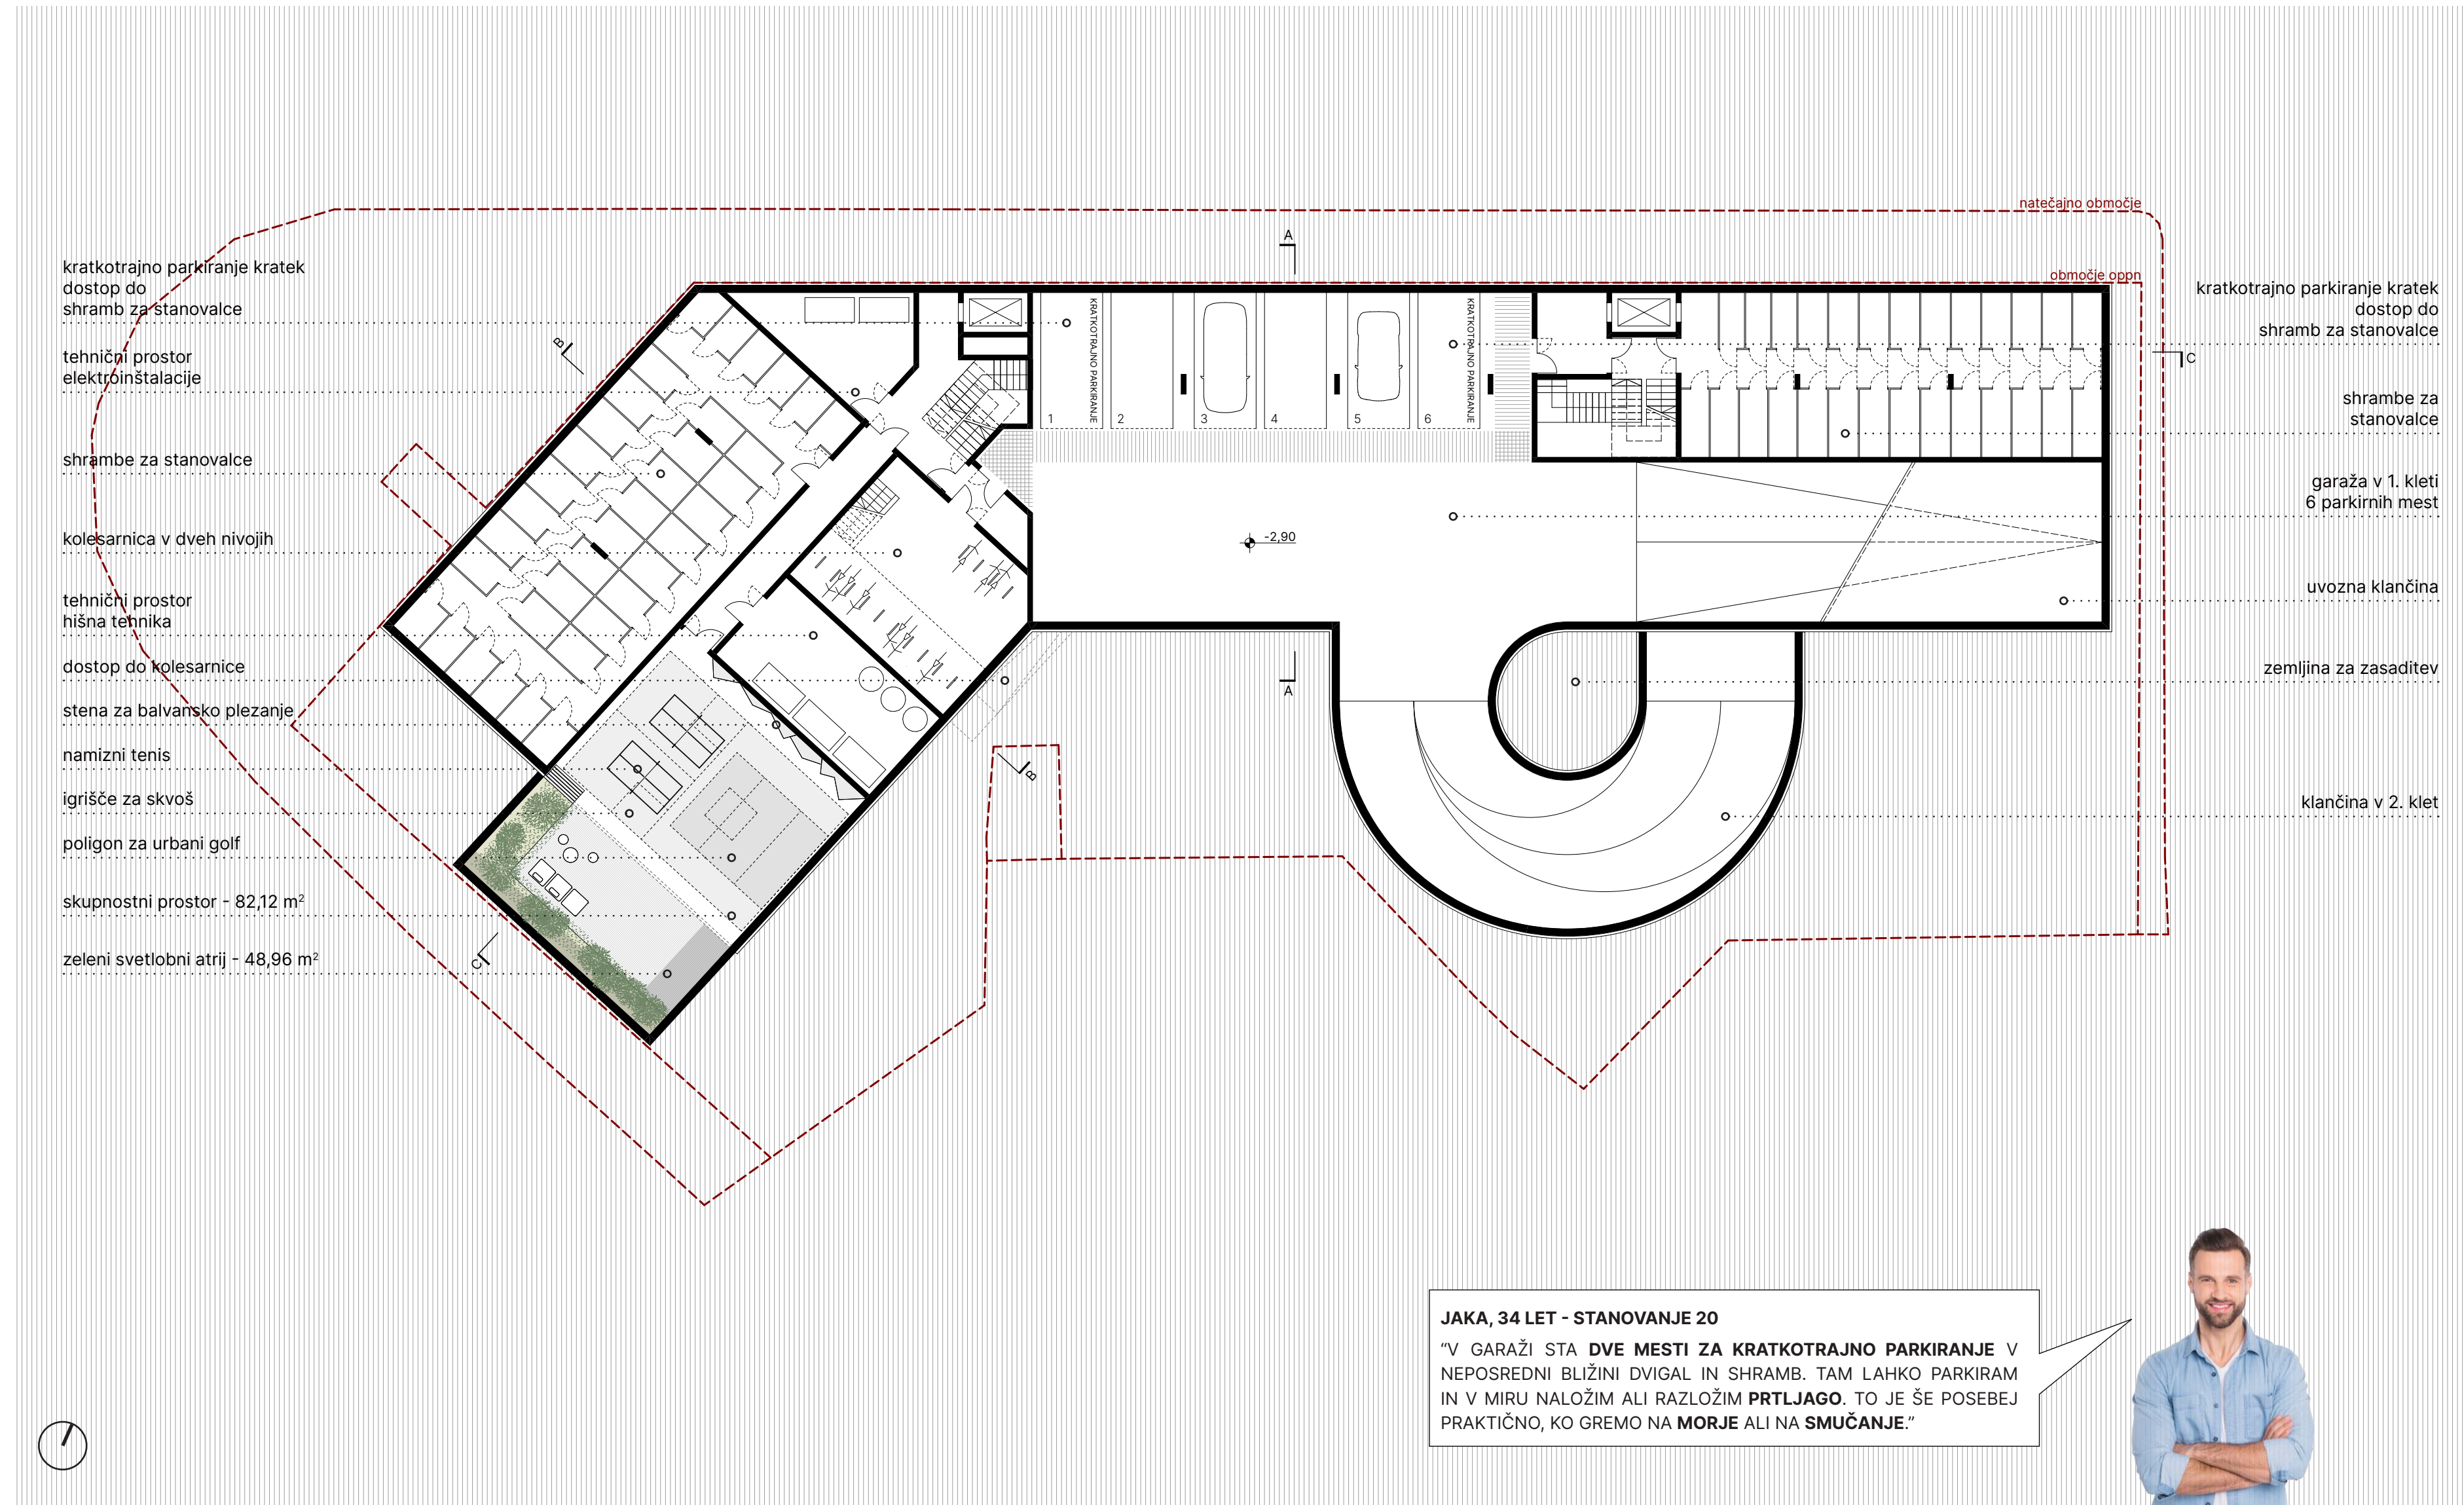 natečajno območje
območje oppn
A
kratkotrajno parkiranje kratek
dostop do
shramb za stanovalce
tehnični prostor
elektroinštalacije
shrambe za stanovalce
kolesarnica v dveh nivojih
tehnični prostor
hišna tehnika
dostop do kolesarnice
stena za balvansko plezanje
namizni tenis
igrišče za skvoš
poligon za urbani golf
skupnostni prostor - 82,12 m²
zeleni svetlobni atrij - 48,96 m²
B
KRATKOTRAJNO PARKIRANJE
KRATKOTRAJNO PARKIRANJE
1
2
3
4
5
6
-2,90
A
B
C
C
kratkotrajno parkiranje kratek
dostop do
shramb za stanovalce
shrambe za
stanovalce
garaža v 1. kleti
6 parkirnih mest
uvozna klančina
zemljina za zasaditev
klančina v 2. klet
JAKA, 34 LET - STANOVANJE 20
“V GARAŽI STA DVE MESTI ZA KRATKOTRAJNO PARKIRANJE V
NEPOSREDNI BLIŽINI DVIGAL IN SHRAMB. TAM LAHKO PARKIRAM
IN V MIRU NALOŽIM ALI RAZLOŽIM PRTLJAGO. TO JE ŠE POSEBEJ
PRAKTIČNO, KO GREMO NA MORJE ALI NA SMUČANJE.”